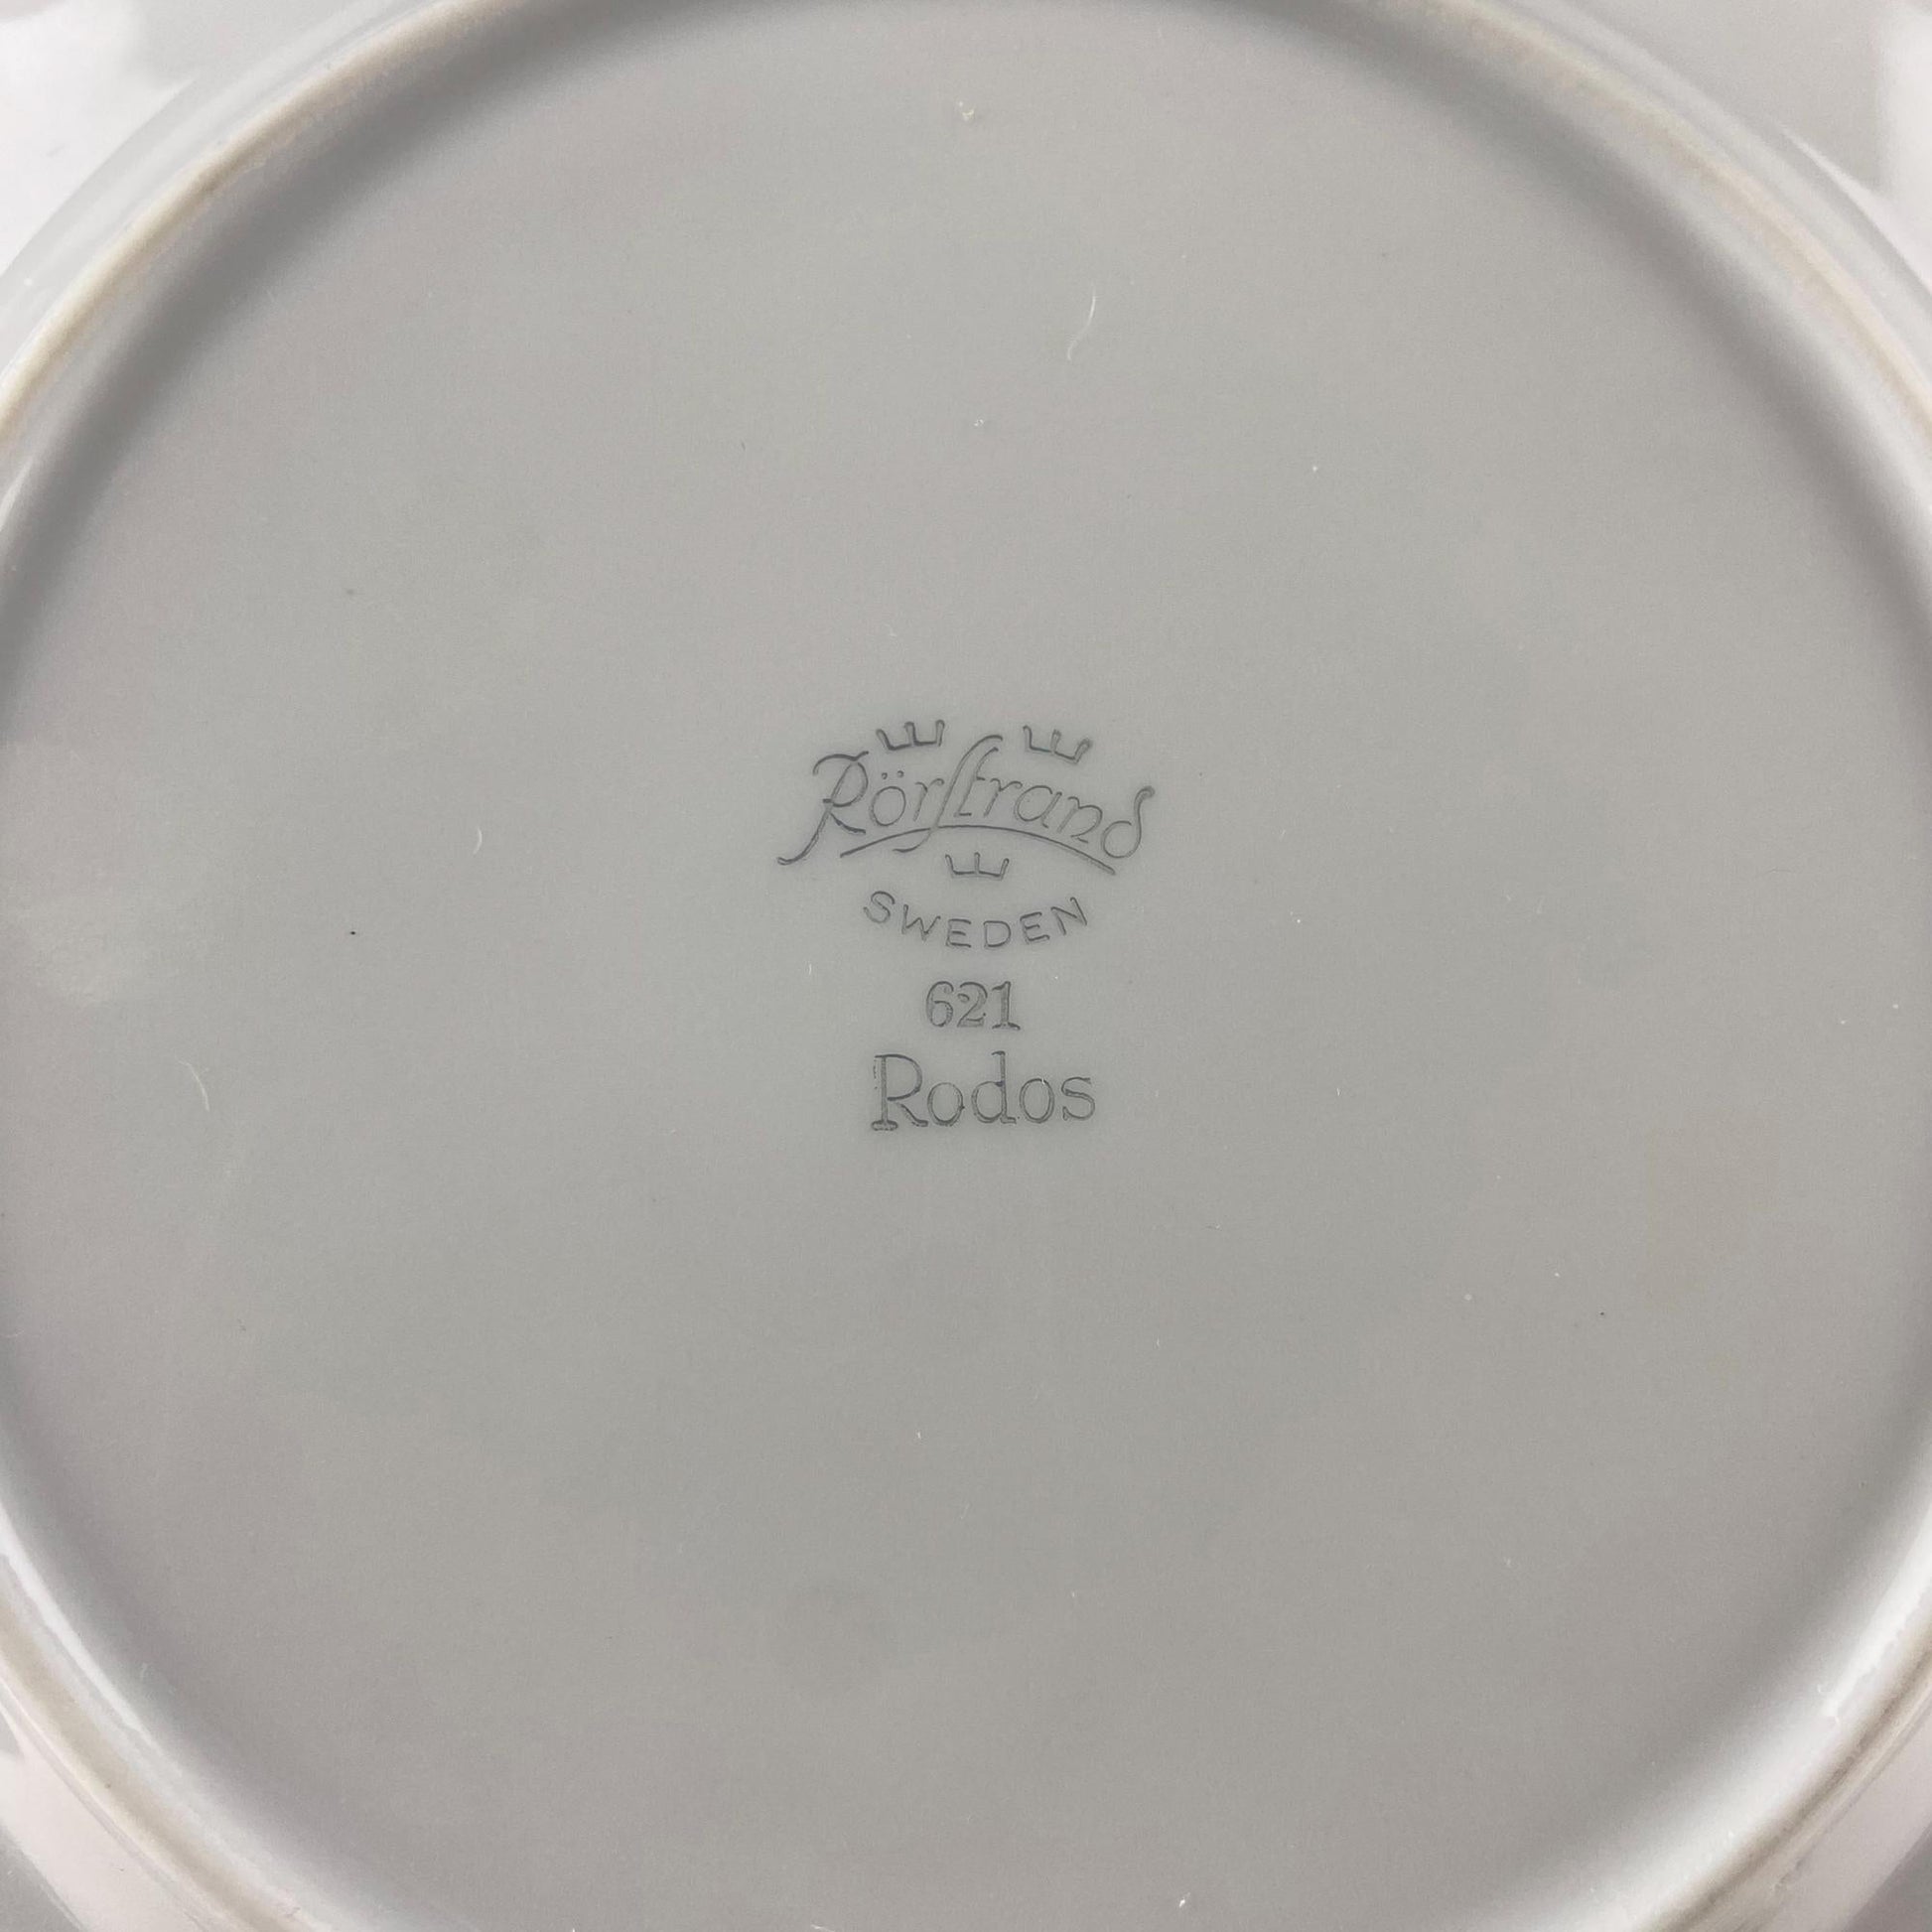 Rörstrand
SWEDEN
621
Rodos